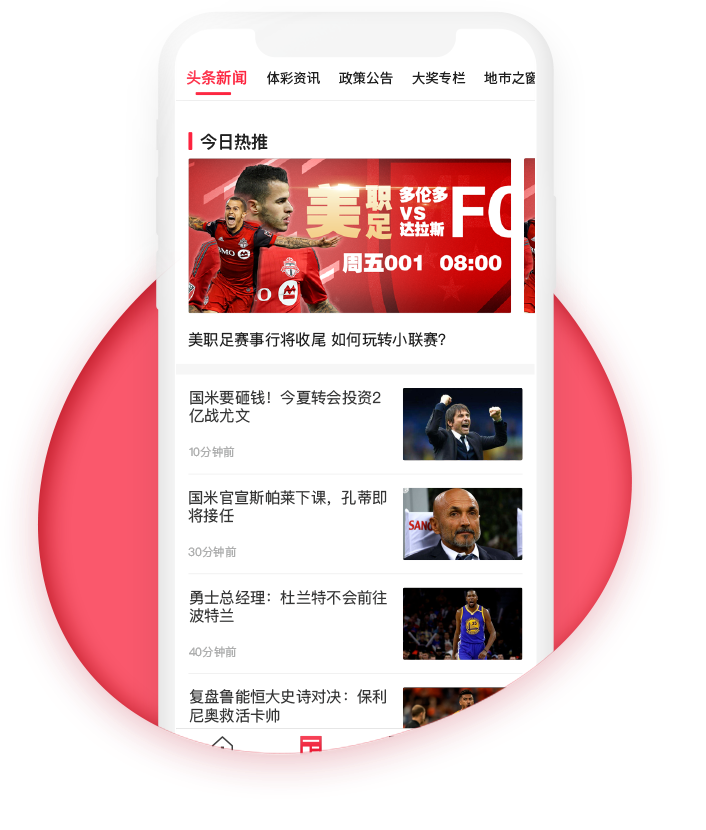 头条新闻 体彩资讯 政策公告 大奖专栏 地市之窗
今日热推
美职足 多伦多 VS 达拉斯 FC
周五001 08:00
美职足赛事行将收尾 如何玩转小联赛?
国米要砸钱！今夏转会投资2
亿战尤文
10分钟前
国米官宣斯帕莱下课，孔蒂即
将接任
SAN
30分钟前
勇士总经理：杜兰特不会前往
波特兰
40分钟前
复盘鲁能恒大史诗对决：保利
尼奥救活卡帅